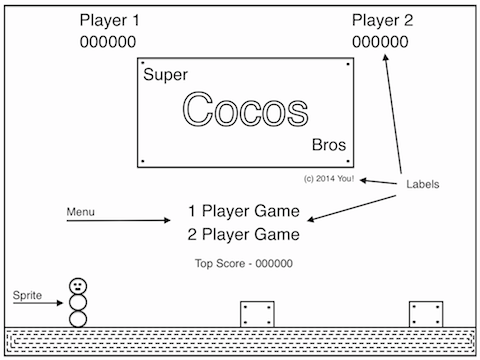 Player 1
000000
Player 2
000000
Super
Cocos
Bros
(c) 2014 You!
Labels
Menu
1 Player Game
2 Player Game
Top Score - 000000
Sprite